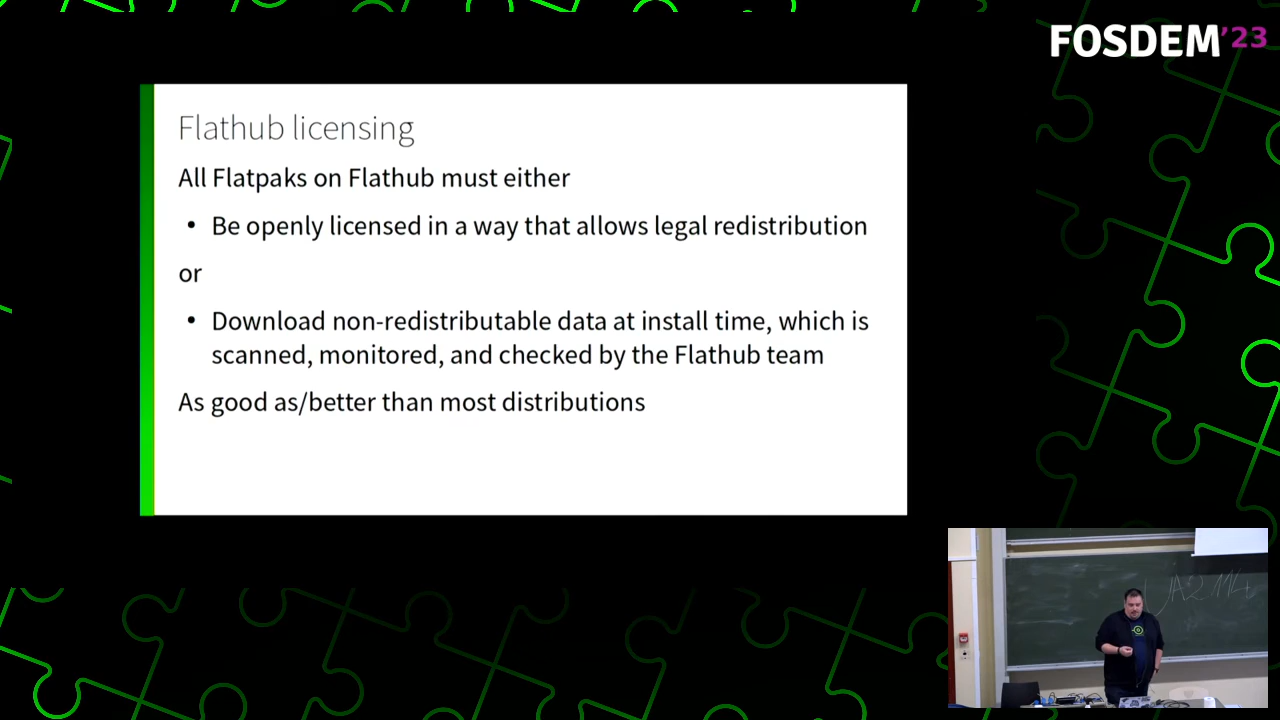 FOSDEM'23
Flathub licensing
All Flatpaks on Flathub must either
• Be openly licensed in a way that allows legal redistribution
or
• Download non-redistributable data at install time, which is
scanned, monitored, and checked by the Flathub team
As good as/better than most distributions